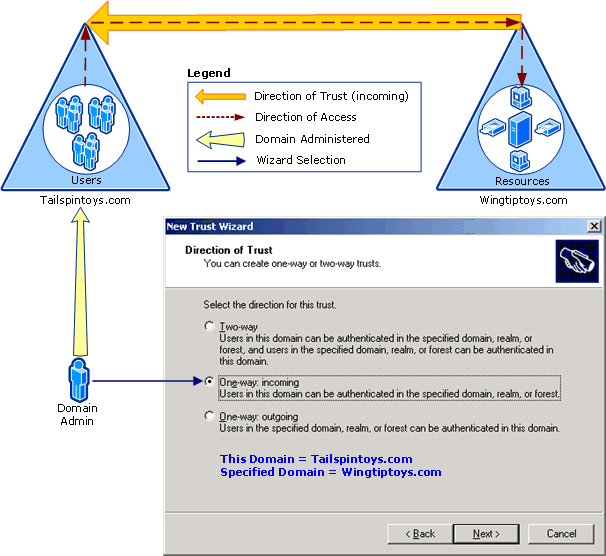 Legend
Direction of Trust (incoming)
Direction of Access
Domain Administered
Wizard Selection
Users
Resources
Tailspintoys.com
Wingtiptoys.com
New Trust Wizard
Direction of Trust
You can create one-way or two-way trusts.
Select the direction for this trust.
Two-way
Users in this domain can be authenticated in the specified domain, realm, or
forest, and users in the specified domain, realm, or forest can be authenticated in
this domain.
One-way: incoming
Users in this domain can be authenticated in the specified domain, realm, or forest.
One-way: outgoing
Users in the specified domain, realm, or forest can be authenticated in this domain.
Domain
Admin
This Domain = Tailspintoys.com
Specified Domain = Wingtiptoys.com
< Back
Next >
Cancel